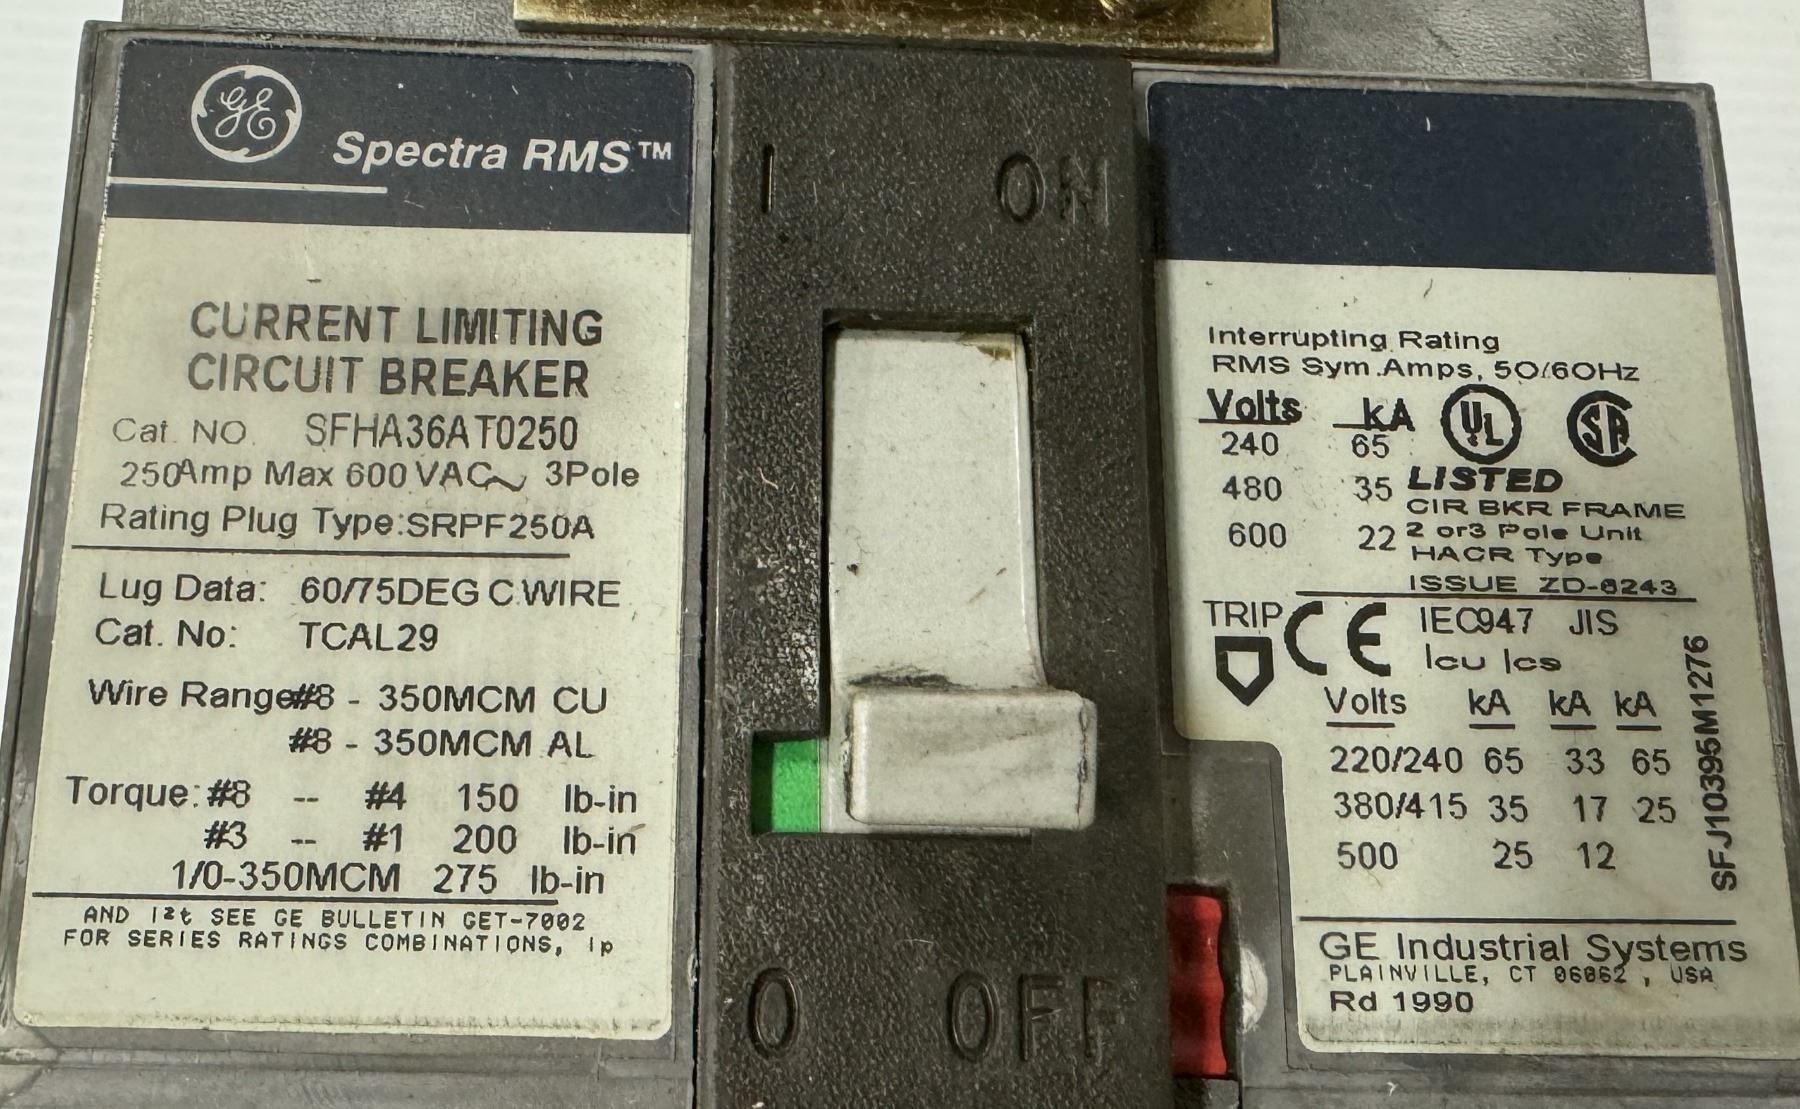 GE
Spectra RMS™
CURRENT LIMITING
CIRCUIT BREAKER
Cat. NO. SFHA36AT0250
250Amp Max 600 VAC~ 3Pole
Rating Plug Type:SRPF250A
Lug Data: 60/75DEG C WIRE
Cat. No: TCAL29
Wire Range#8 - 350MCM CU
#8 - 350MCM AL
Torque: #8 -- #4 150 lb-in
#3 -- #1 200 lb-in
1/0-350MCM 275 lb-in
AND I²t SEE GE BULLETIN GET-7002
FOR SERIES RATINGS COMBINATIONS, Ip
I ON
O OFF
Interrupting Rating
RMS Sym.Amps, 50/60Hz
Volts kA
240 65
480 35
600 22
UL
SA
LISTED
CIR BKR FRAME
2 or3 Pole Unit
HACR Type
ISSUE ZD-6243
TRIP
CE
IEC947 JIS
Icu Ics
Volts kA kA kA
220/240 65 33 65
380/415 35 17 25
500 25 12
SFJ10395M1276
GE Industrial Systems
PLAINVILLE, CT 06062 , USA
Rd 1990